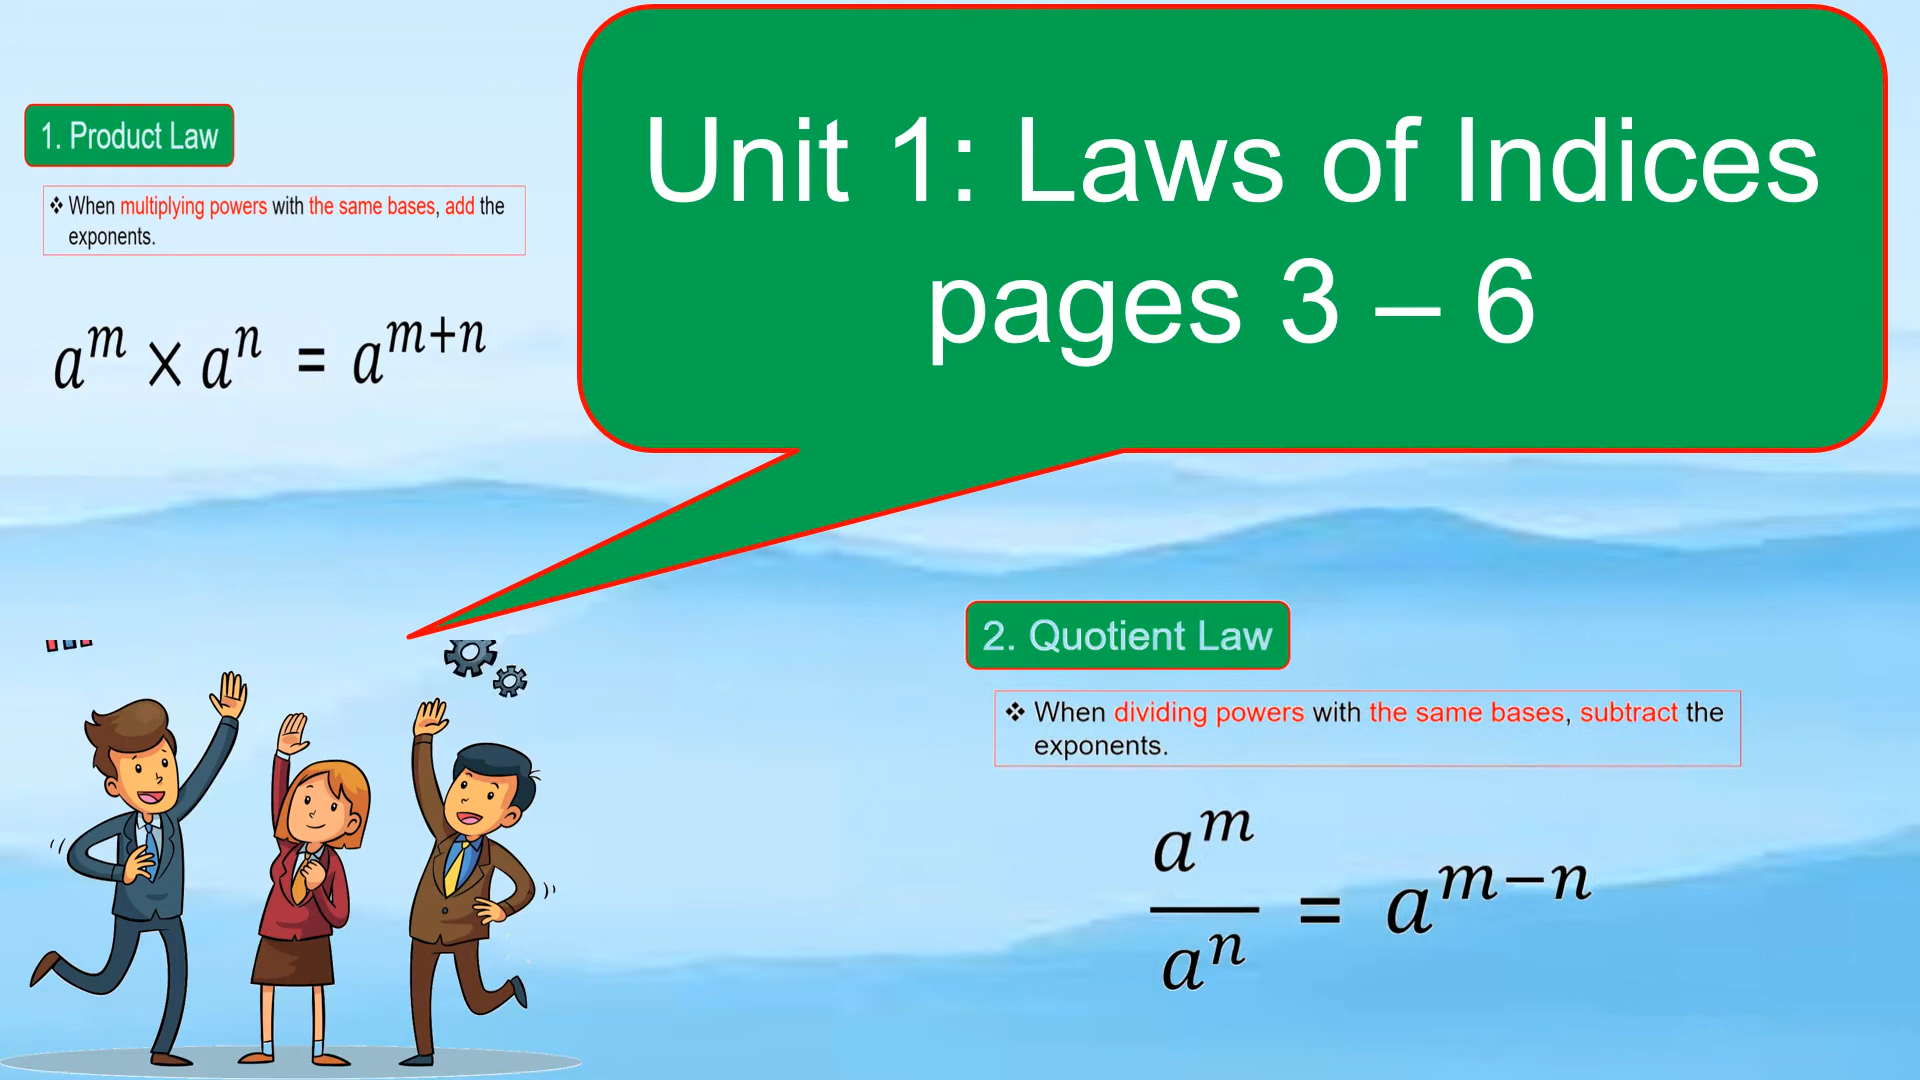 Unit 1: Laws of Indices
pages 3 – 6
1. Product Law
❖ When multiplying powers with the same bases, add the
exponents.
a^m × a^n = a^{m+n}
2. Quotient Law
❖ When dividing powers with the same bases, subtract the
exponents.
a^m / a^n = a^{m−n}